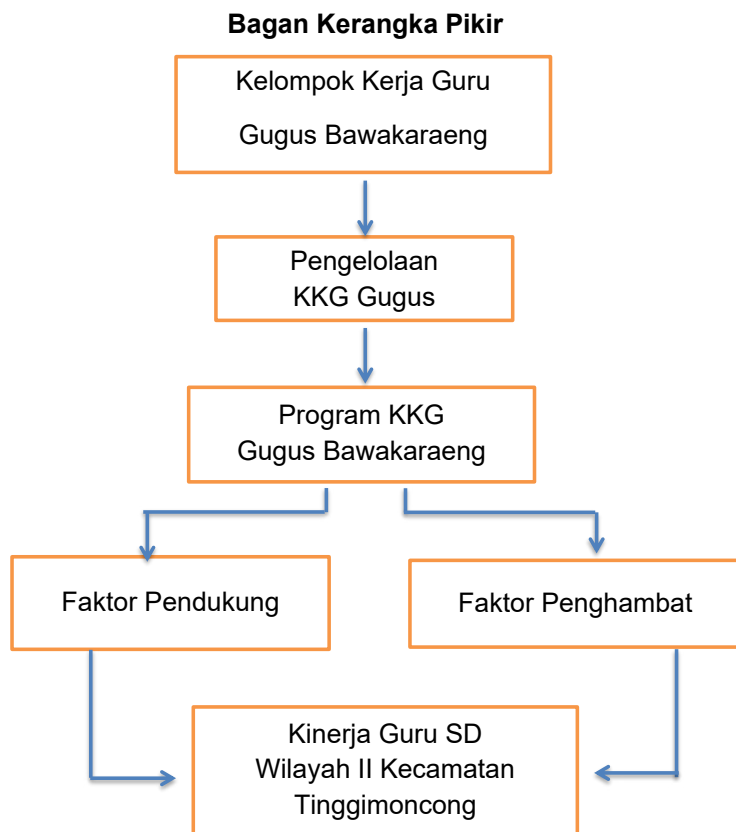 Bagan Kerangka Pikir
Kelompok Kerja Guru
Gugus Bawakaraeng
Pengelolaan
KKG Gugus
Program KKG
Gugus Bawakaraeng
Faktor Pendukung
Faktor Penghambat
Kinerja Guru SD
Wilayah II Kecamatan
Tinggimoncong